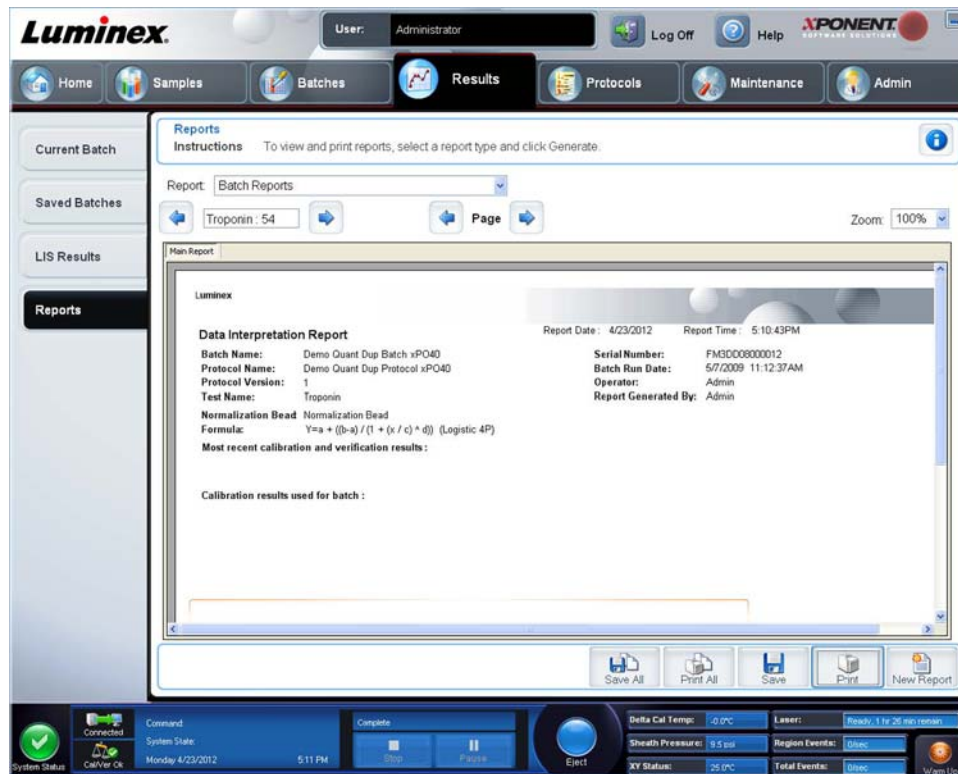 Luminex.
User: Administrator
Log Off
Help
XPONENT
SOFTWARE SOLUTIONS
Home
Samples
Batches
Results
Protocols
Maintenance
Admin
Current Batch
Saved Batches
LIS Results
Reports
Reports
Instructions To view and print reports, select a report type and click Generate.
Report: Batch Reports
Troponin : 54
Page
Zoom: 100%
Main Report
Luminex
Data Interpretation Report
Report Date : 4/23/2012 Report Time : 5:10:43PM
Batch Name: Demo Quant Dup Batch xPO40
Protocol Name: Demo Quant Dup Protocol xPO40
Protocol Version: 1
Test Name: Troponin
Serial Number: FM3DD08000012
Batch Run Date: 5/7/2009 11:12:37AM
Operator: Admin
Report Generated By: Admin
Normalization Bead Normalization Bead
Formula: Y=a + ((b-a) / (1 + (x / c) ^ d)) (Logistic 4P)
Most recent calibration and verification results :
Calibration results used for batch :
Save All
Print All
Save
Print
New Report
System Status
Connected
Cal/Ver Ok
Command:
System State:
Monday 4/23/2012 5:11 PM
Complete
Stop
Pause
Eject
Delta Cal Temp: -0.0°C
Sheath Pressure: 9.5 psi
XY Status: 25.0°C
Laser: Ready, 1 hr 26 min remain
Region Events: 0/sec
Total Events: 0/sec
Warm Up